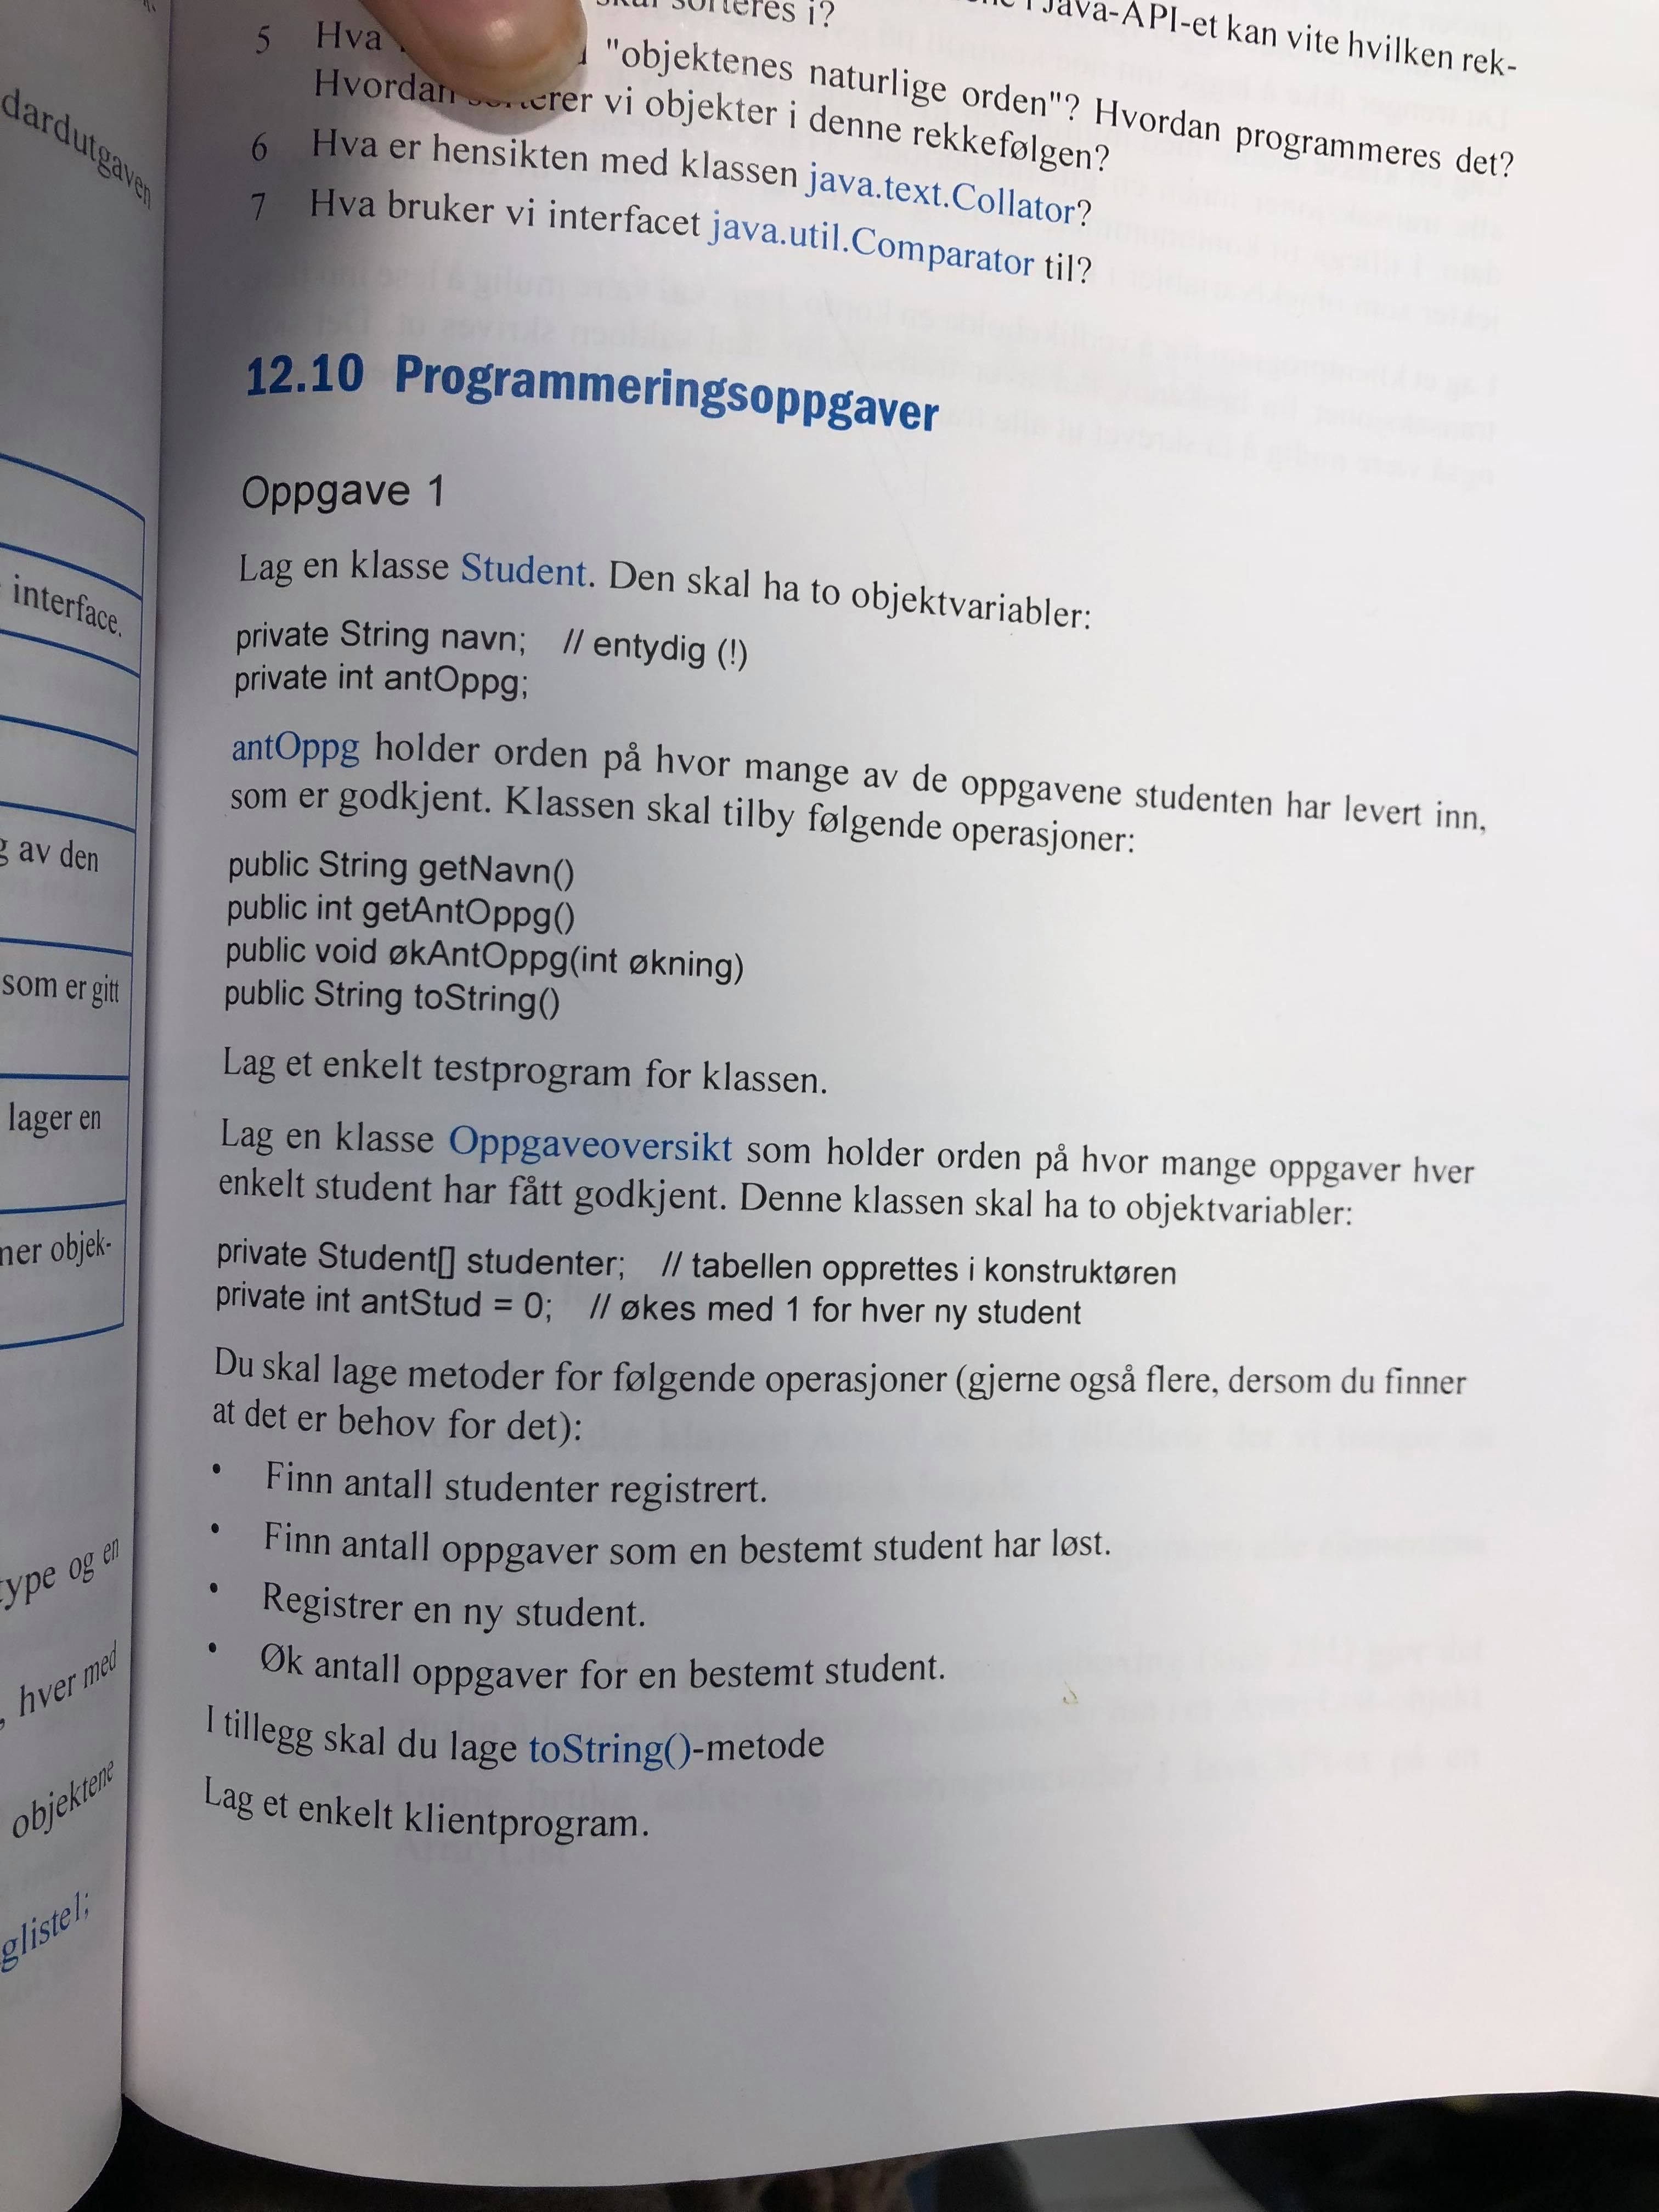 dardutgaven
interface.
av den
som er gitt
lager en
ner objek-
type og en
hver med
objektene
glistel;
skal sorteres i?
i Java-API-et kan vite hvilken rek-
5 Hva "objektenes naturlige orden"? Hvordan programmeres det?
Hvordan sorterer vi objekter i denne rekkefølgen?
6 Hva er hensikten med klassen java.text.Collator?
7 Hva bruker vi interfacet java.util.Comparator til?
12.10 Programmeringsoppgaver
Oppgave 1
Lag en klasse Student. Den skal ha to objektvariabler:
private String navn; // entydig (!)
private int antOppg;
antOppg holder orden på hvor mange av de oppgavene studenten har levert inn,
som er godkjent. Klassen skal tilby følgende operasjoner:
public String getNavn()
public int getAntOppg()
public void økAntOppg(int økning)
public String toString()
Lag et enkelt testprogram for klassen.
Lag en klasse Oppgaveoversikt som holder orden på hvor mange oppgaver hver
enkelt student har fått godkjent. Denne klassen skal ha to objektvariabler:
private Student[] studenter; // tabellen opprettes i konstruktøren
private int antStud = 0; // økes med 1 for hver ny student
Du skal lage metoder for følgende operasjoner (gjerne også flere, dersom du finner
at det er behov for det):
• Finn antall studenter registrert.
• Finn antall oppgaver som en bestemt student har løst.
• Registrer en ny student.
• Øk antall oppgaver for en bestemt student.
I tillegg skal du lage toString()-metode
Lag et enkelt klientprogram.